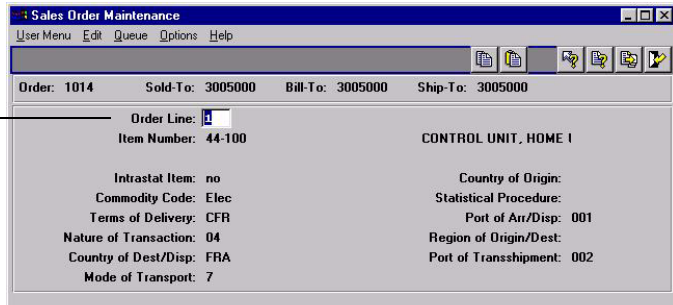 Sales Order Maintenance
User Menu Edit Queue Options Help
Order: 1014 Sold-To: 3005000 Bill-To: 3005000 Ship-To: 3005000
Order Line: 1
Item Number: 44-100 CONTROL UNIT, HOME
Intrastat Item: no Country of Origin:
Commodity Code: Elec Statistical Procedure:
Terms of Delivery: CFR Port of Arr/Disp: 001
Nature of Transaction: 04 Region of Origin/Dest:
Country of Dest/Disp: FRA Port of Transshipment: 002
Mode of Transport: 7